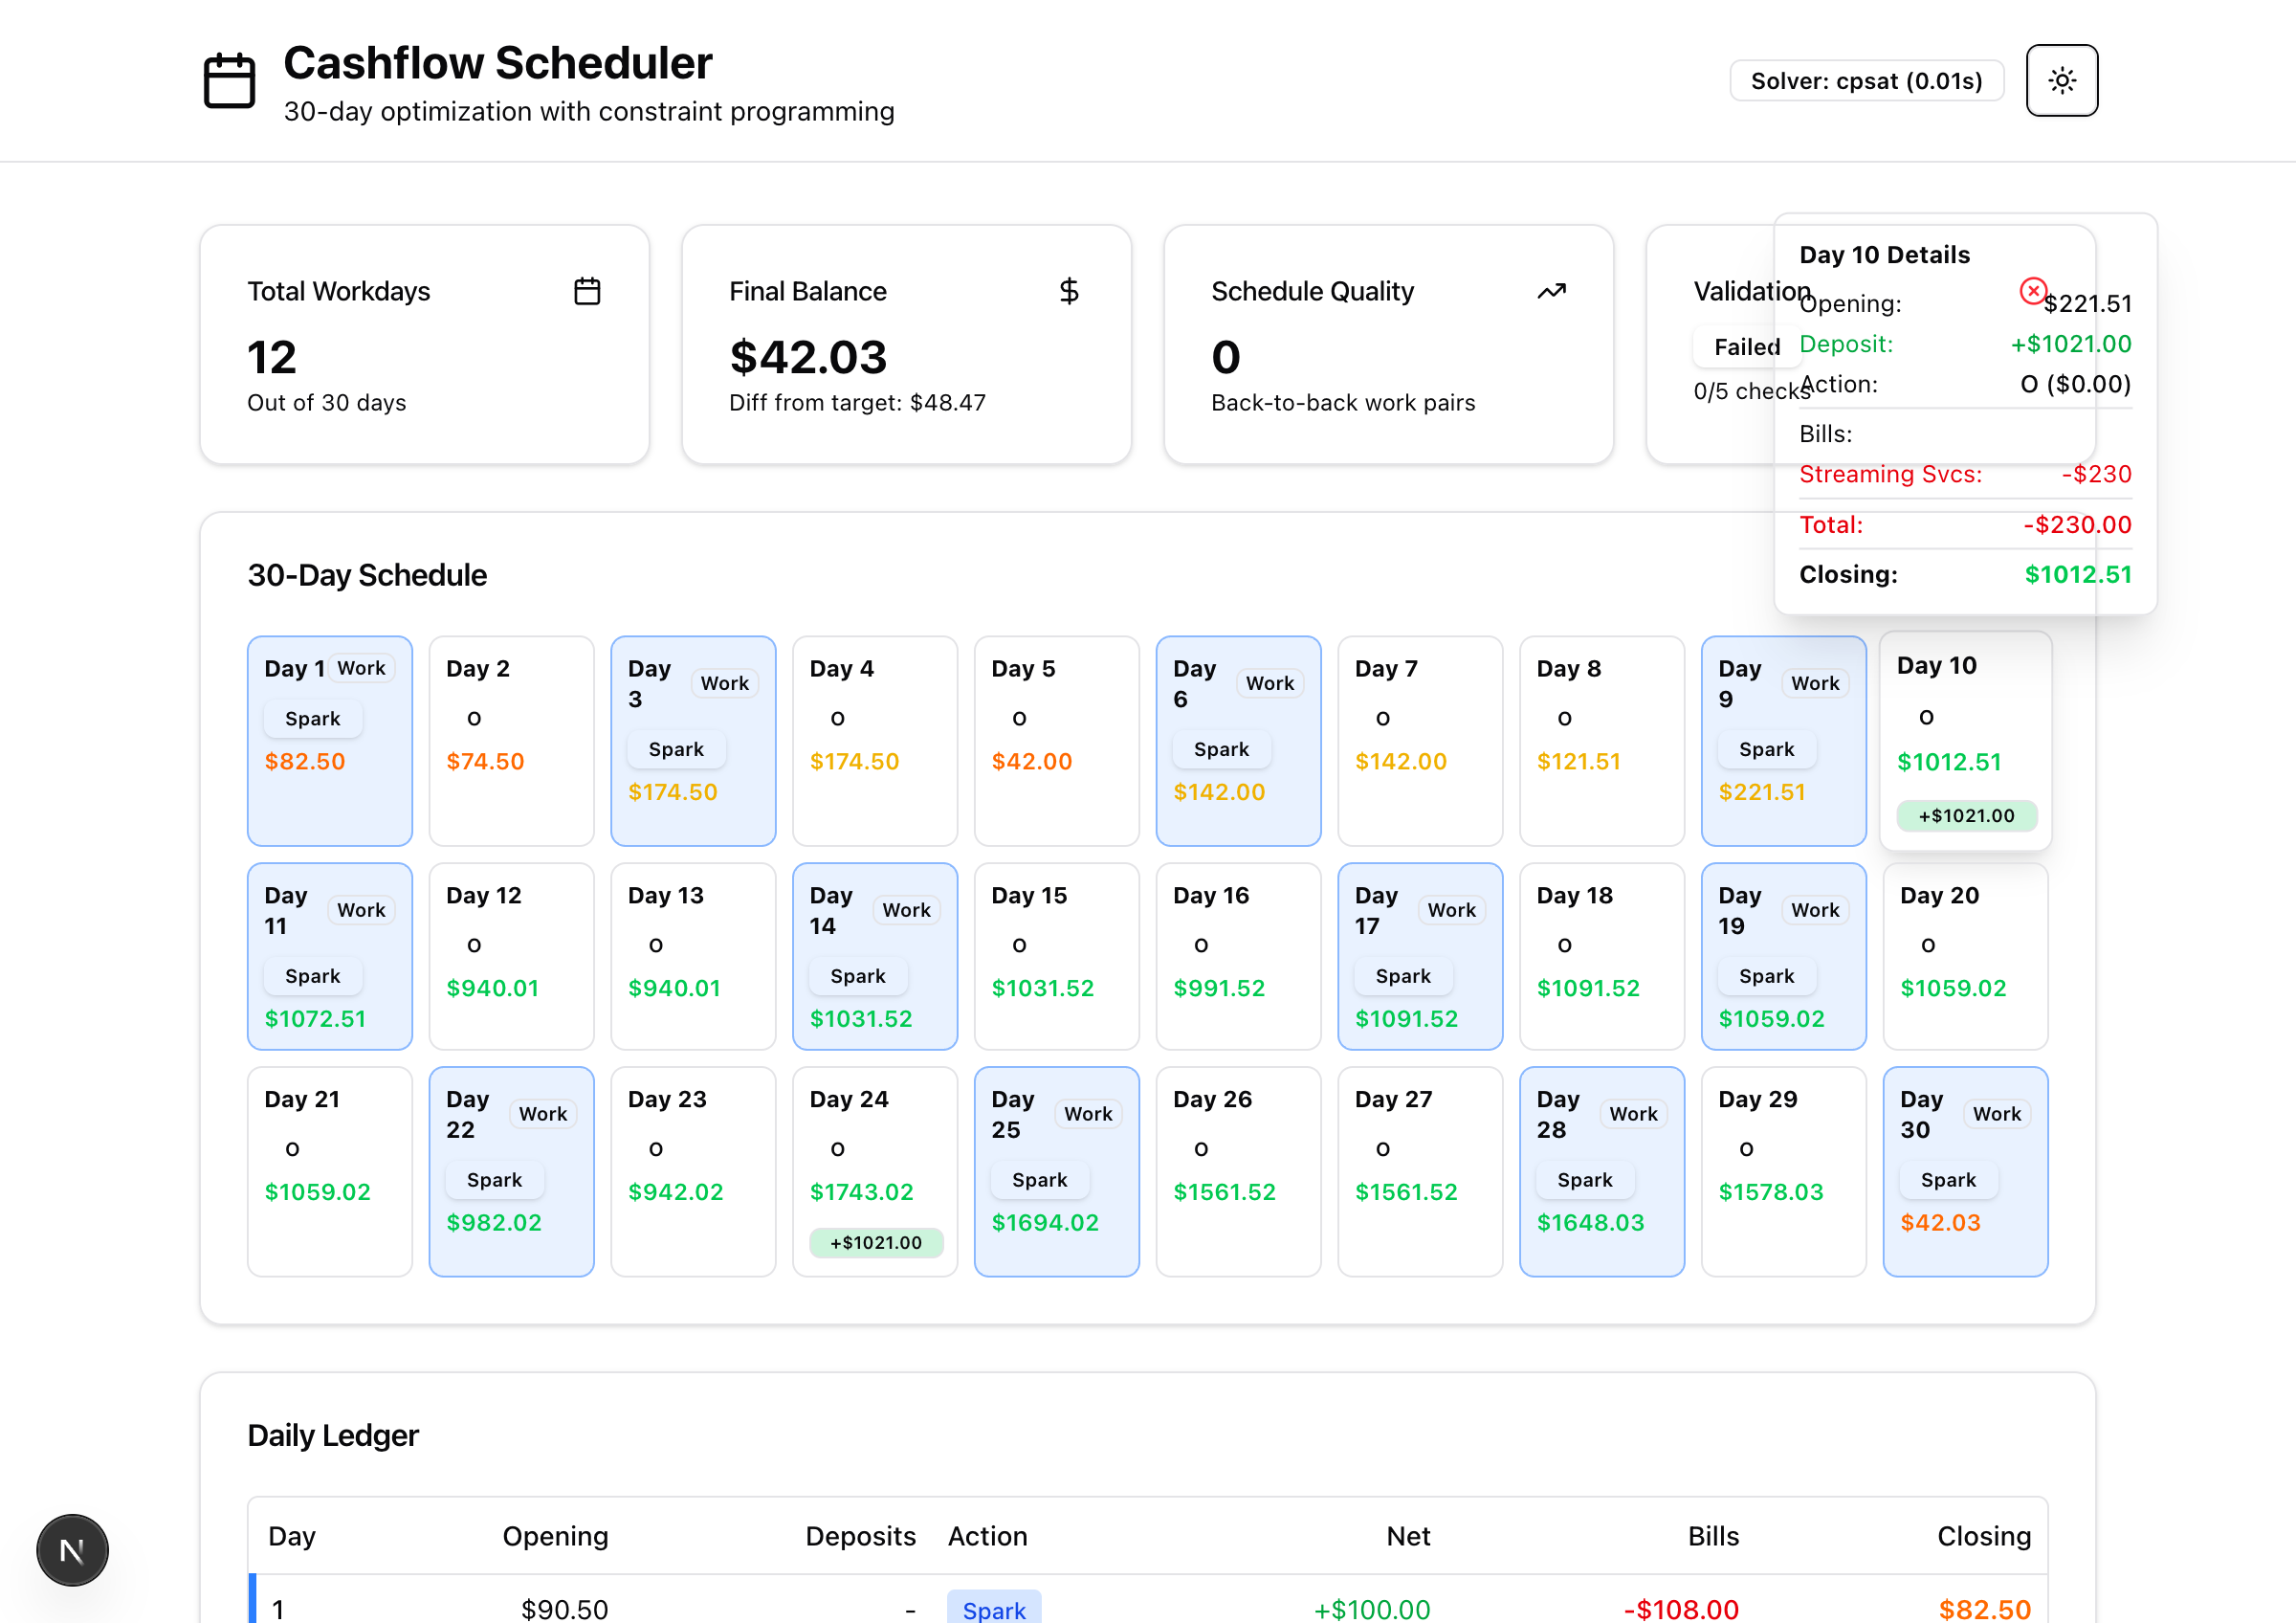 Cashflow Scheduler
30-day optimization with constraint programming
Solver: cpsat (0.01s)
Total Workdays
12
Out of 30 days
Final Balance
$42.03
Diff from target: $48.47
Schedule Quality
0
Back-to-back work pairs
Validation
Failed
0/5 checks
Day 10 Details
Opening: $221.51
Deposit: +$1021.00
Action: O ($0.00)
Bills:
Streaming Svcs: -$230
Total: -$230.00
Closing: $1012.51
30-Day Schedule
Day 1 Work
Spark
$82.50
Day 2
O
$74.50
Day 3 Work
Spark
$174.50
Day 4
O
$174.50
Day 5
O
$42.00
Day 6 Work
Spark
$142.00
Day 7
O
$142.00
Day 8
O
$121.51
Day 9 Work
Spark
$221.51
Day 10
O
$1012.51
+$1021.00
Day 11 Work
Spark
$1072.51
Day 12
O
$940.01
Day 13
O
$940.01
Day 14 Work
Spark
$1031.52
Day 15
O
$1031.52
Day 16
O
$991.52
Day 17 Work
Spark
$1091.52
Day 18
O
$1091.52
Day 19 Work
Spark
$1059.02
Day 20
O
$1059.02
Day 21
O
$1059.02
Day 22 Work
Spark
$982.02
Day 23
O
$942.02
Day 24
O
$1743.02
+$1021.00
Day 25 Work
Spark
$1694.02
Day 26
O
$1561.52
Day 27
O
$1561.52
Day 28 Work
Spark
$1648.03
Day 29
O
$1578.03
Day 30 Work
Spark
$42.03
Daily Ledger
Day Opening Deposits Action Net Bills Closing
1 $90.50 - Spark +$100.00 -$108.00 $82.50
N